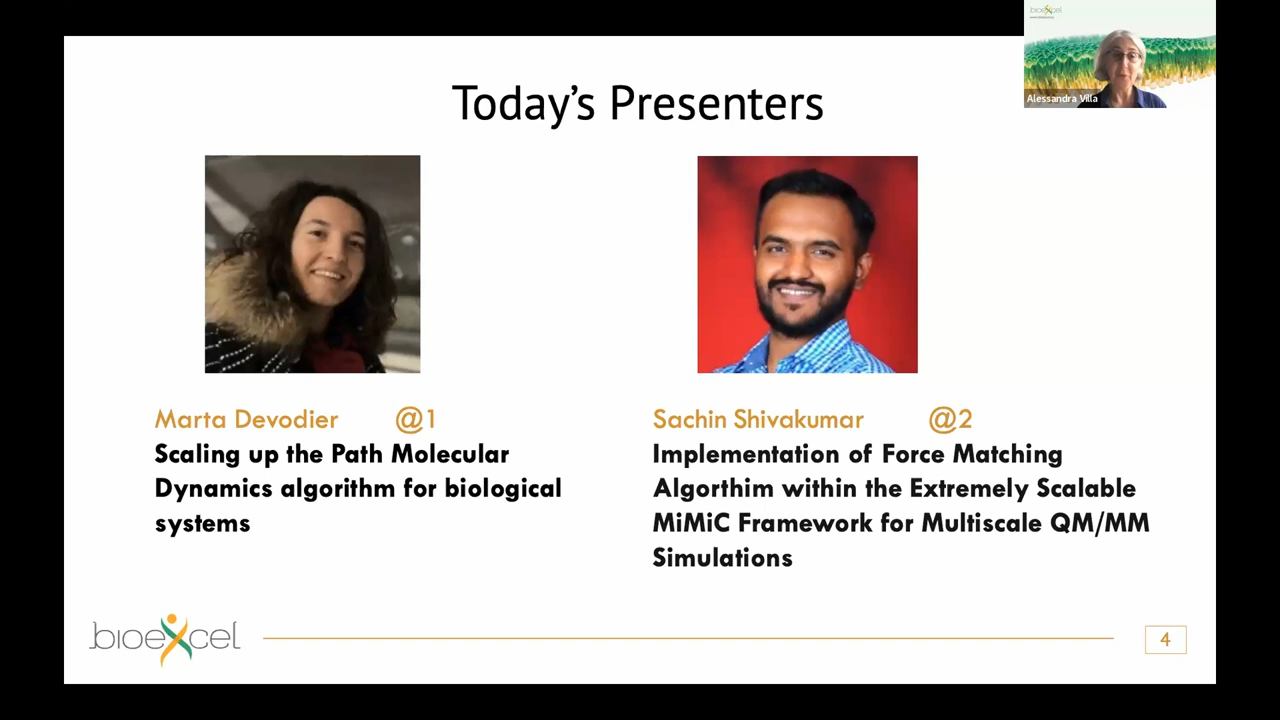 bioexcel
Alessandra Villa
Today's Presenters
Marta Devodier @1
Scaling up the Path Molecular
Dynamics algorithm for biological
systems
Sachin Shivakumar @2
Implementation of Force Matching
Algorthim within the Extremely Scalable
MiMiC Framework for Multiscale QM/MM
Simulations
bioexcel
4